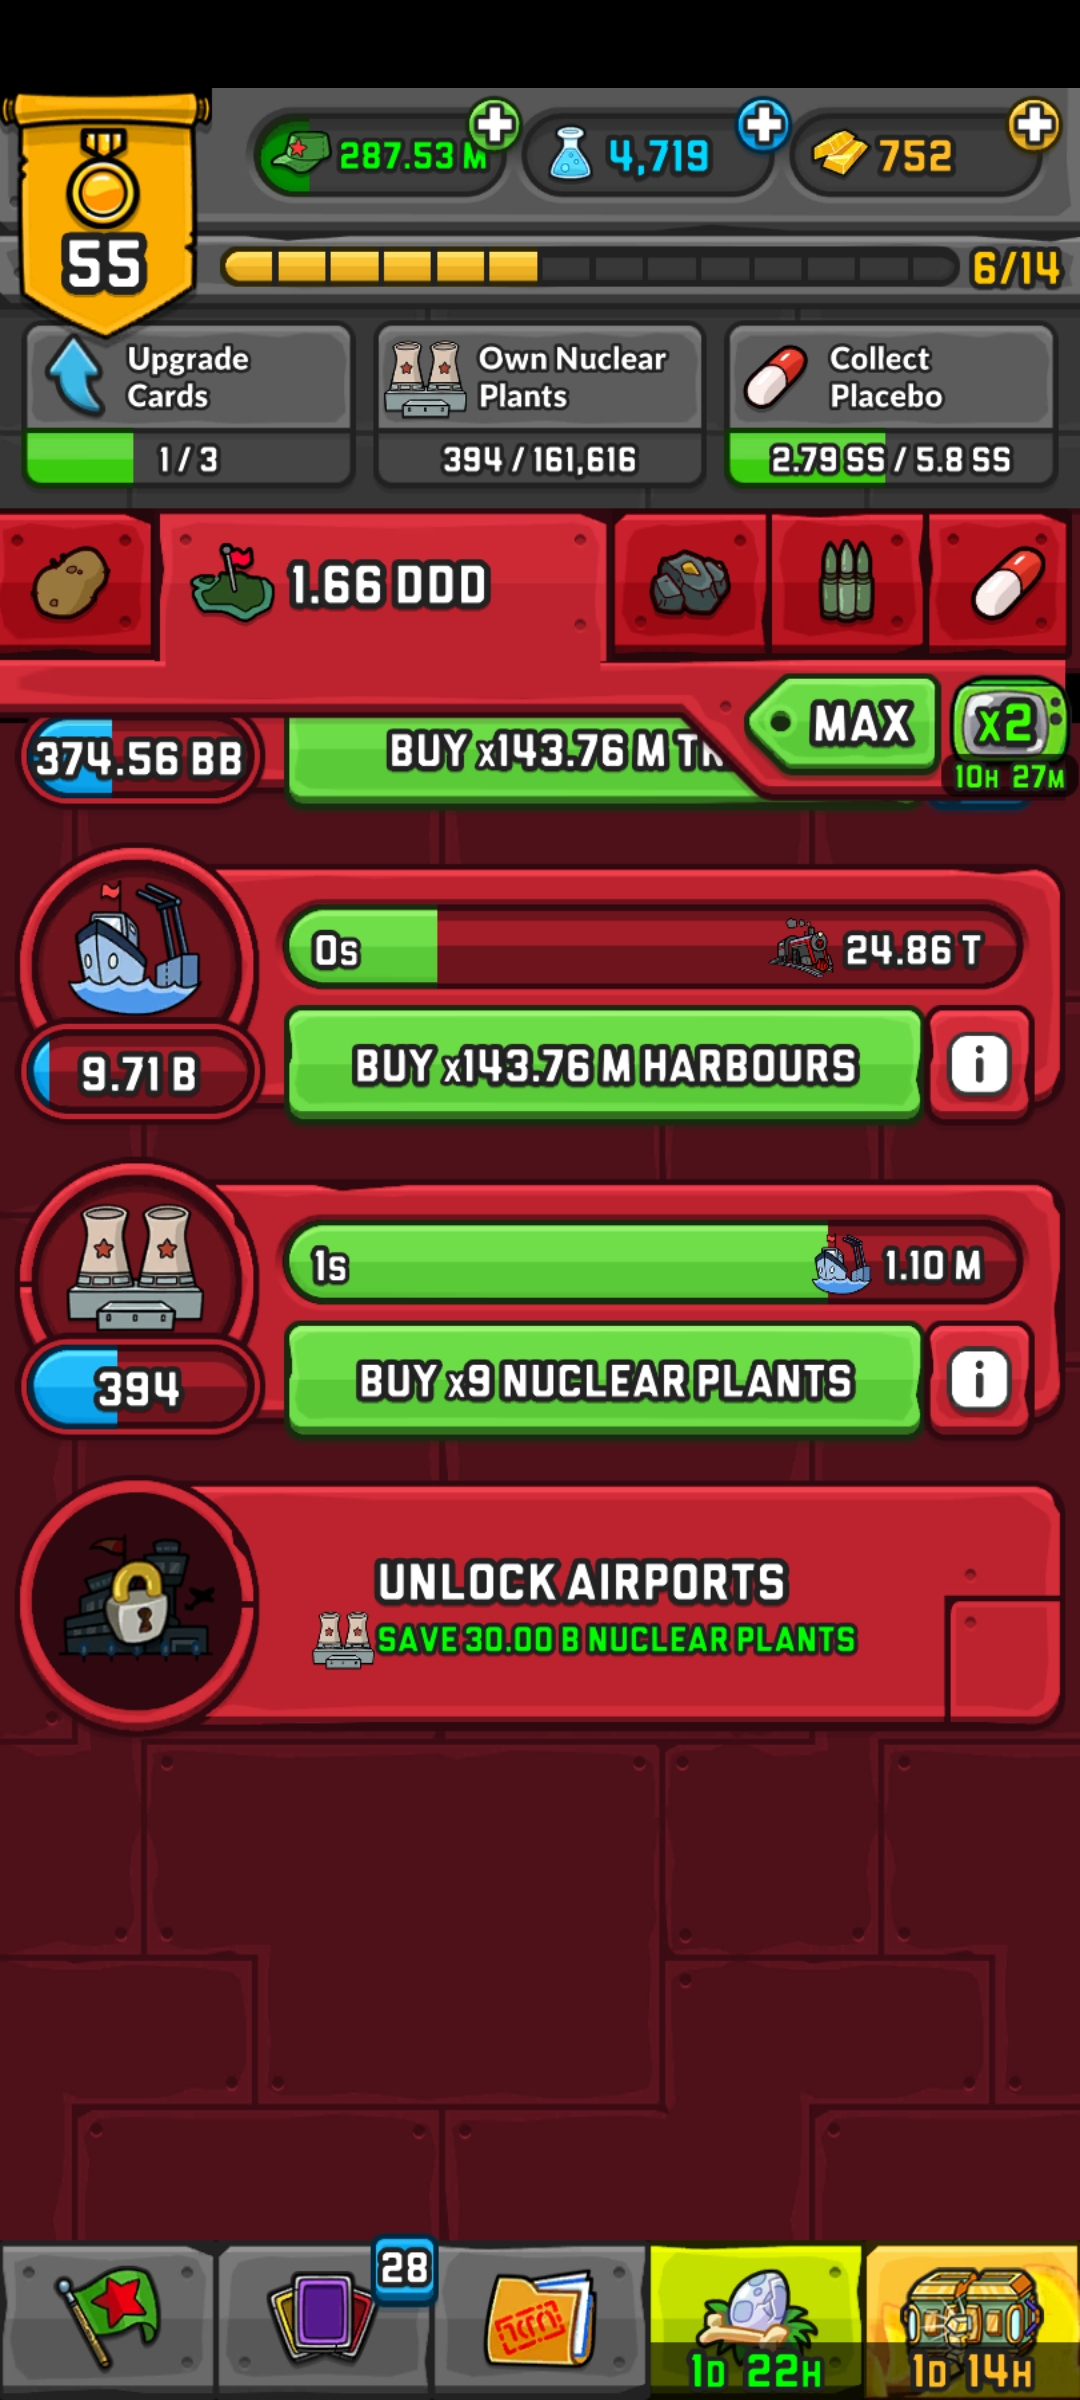 287.53 M
4,719
752
55
6/14
Upgrade
Cards
1 / 3
Own Nuclear
Plants
394 / 161,616
Collect
Placebo
2.79 SS / 5.8 SS
1.66 DDD
MAX
x2
10H 27M
374.56 BB
BUY x143.76 M
0s
24.86 T
9.71 B
BUY x143.76 M HARBOURS
i
1s
1.10 M
394
BUY x9 NUCLEAR PLANTS
i
UNLOCK AIRPORTS
SAVE 30.00 B NUCLEAR PLANTS
28
1D 22H
1D 14H